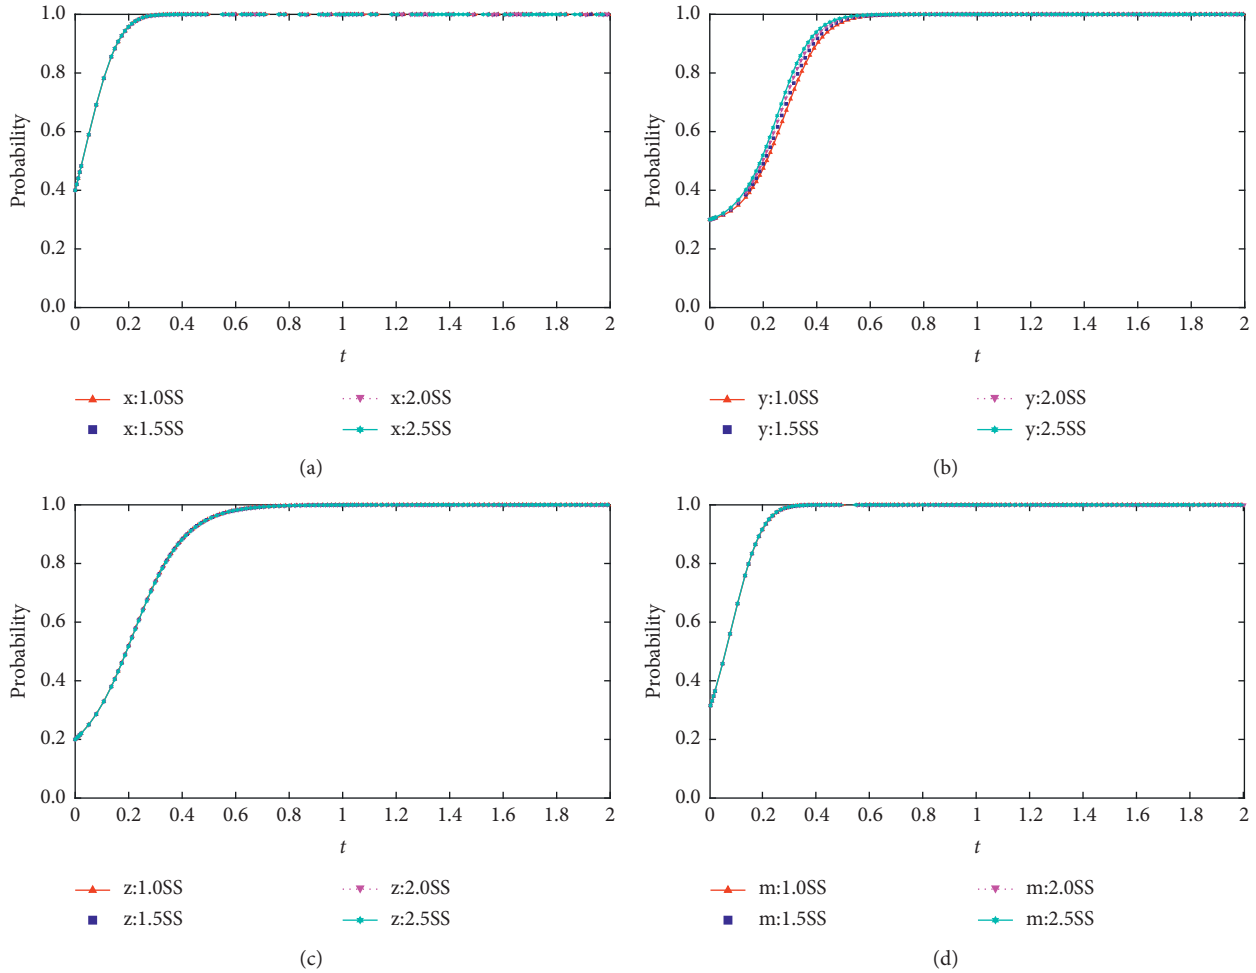 1.0
0.8
0.6
0.4
0.2
0.0
Probability
0 0.2 0.4 0.6 0.8 1 1.2 1.4 1.6 1.8 2
t
x:1.0SS x:2.0SS
x:1.5SS x:2.5SS
(a)
1.0
0.8
0.6
0.4
0.2
0.0
Probability
0 0.2 0.4 0.6 0.8 1 1.2 1.4 1.6 1.8 2
t
y:1.0SS y:2.0SS
y:1.5SS y:2.5SS
(b)
1.0
0.8
0.6
0.4
0.2
0.0
Probability
0 0.2 0.4 0.6 0.8 1 1.2 1.4 1.6 1.8 2
t
z:1.0SS z:2.0SS
z:1.5SS z:2.5SS
(c)
1.0
0.8
0.6
0.4
0.2
0.0
Probability
0 0.2 0.4 0.6 0.8 1 1.2 1.4 1.6 1.8 2
t
m:1.0SS m:2.0SS
m:1.5SS m:2.5SS
(d)